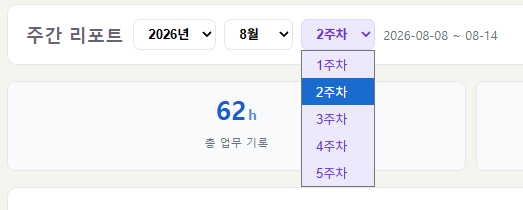 주간 리포트 2026년 8월 2주차 2026-08-08 ~ 08-14
1주차
2주차
3주차
4주차
5주차
62h
총 업무 기록